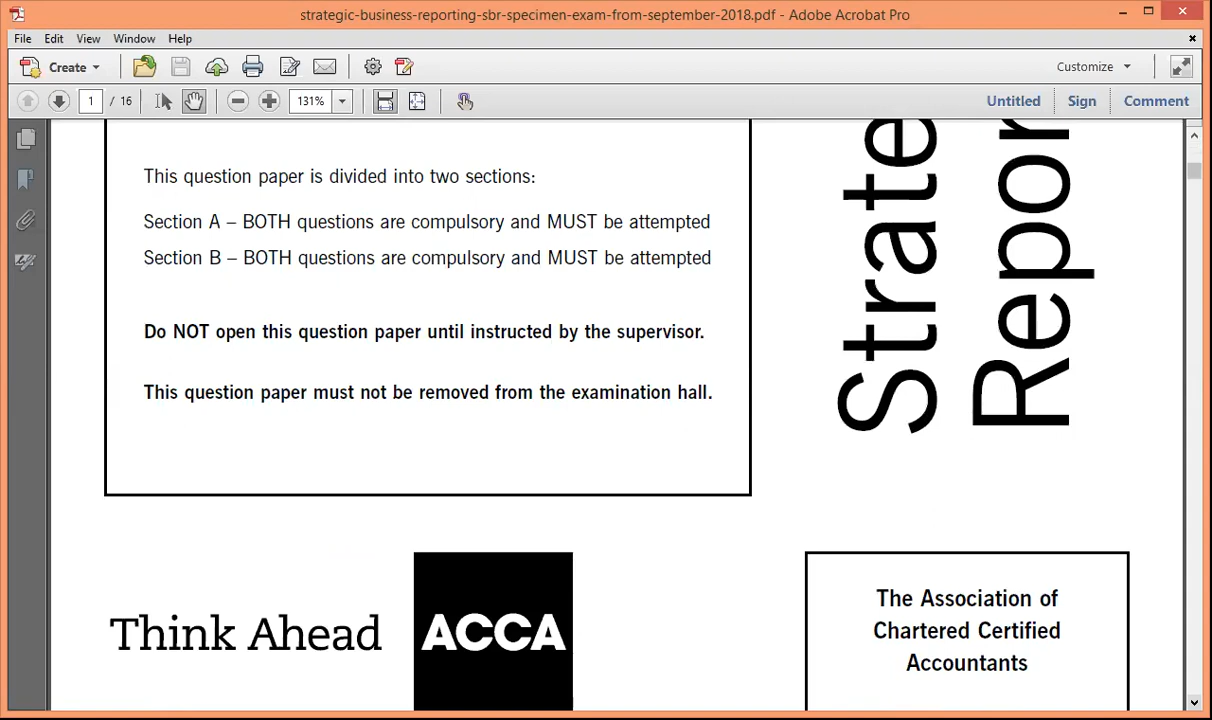 strategic-business-reporting-sbr-specimen-exam-from-september-2018.pdf - Adobe Acrobat Pro
File Edit View Window Help
Create
Customize
1 / 16
131%
Untitled Sign Comment
This question paper is divided into two sections:
Section A – BOTH questions are compulsory and MUST be attempted
Section B – BOTH questions are compulsory and MUST be attempted
Do NOT open this question paper until instructed by the supervisor.
This question paper must not be removed from the examination hall.
Strate
Repor
Think Ahead ACCA
The Association of
Chartered Certified
Accountants